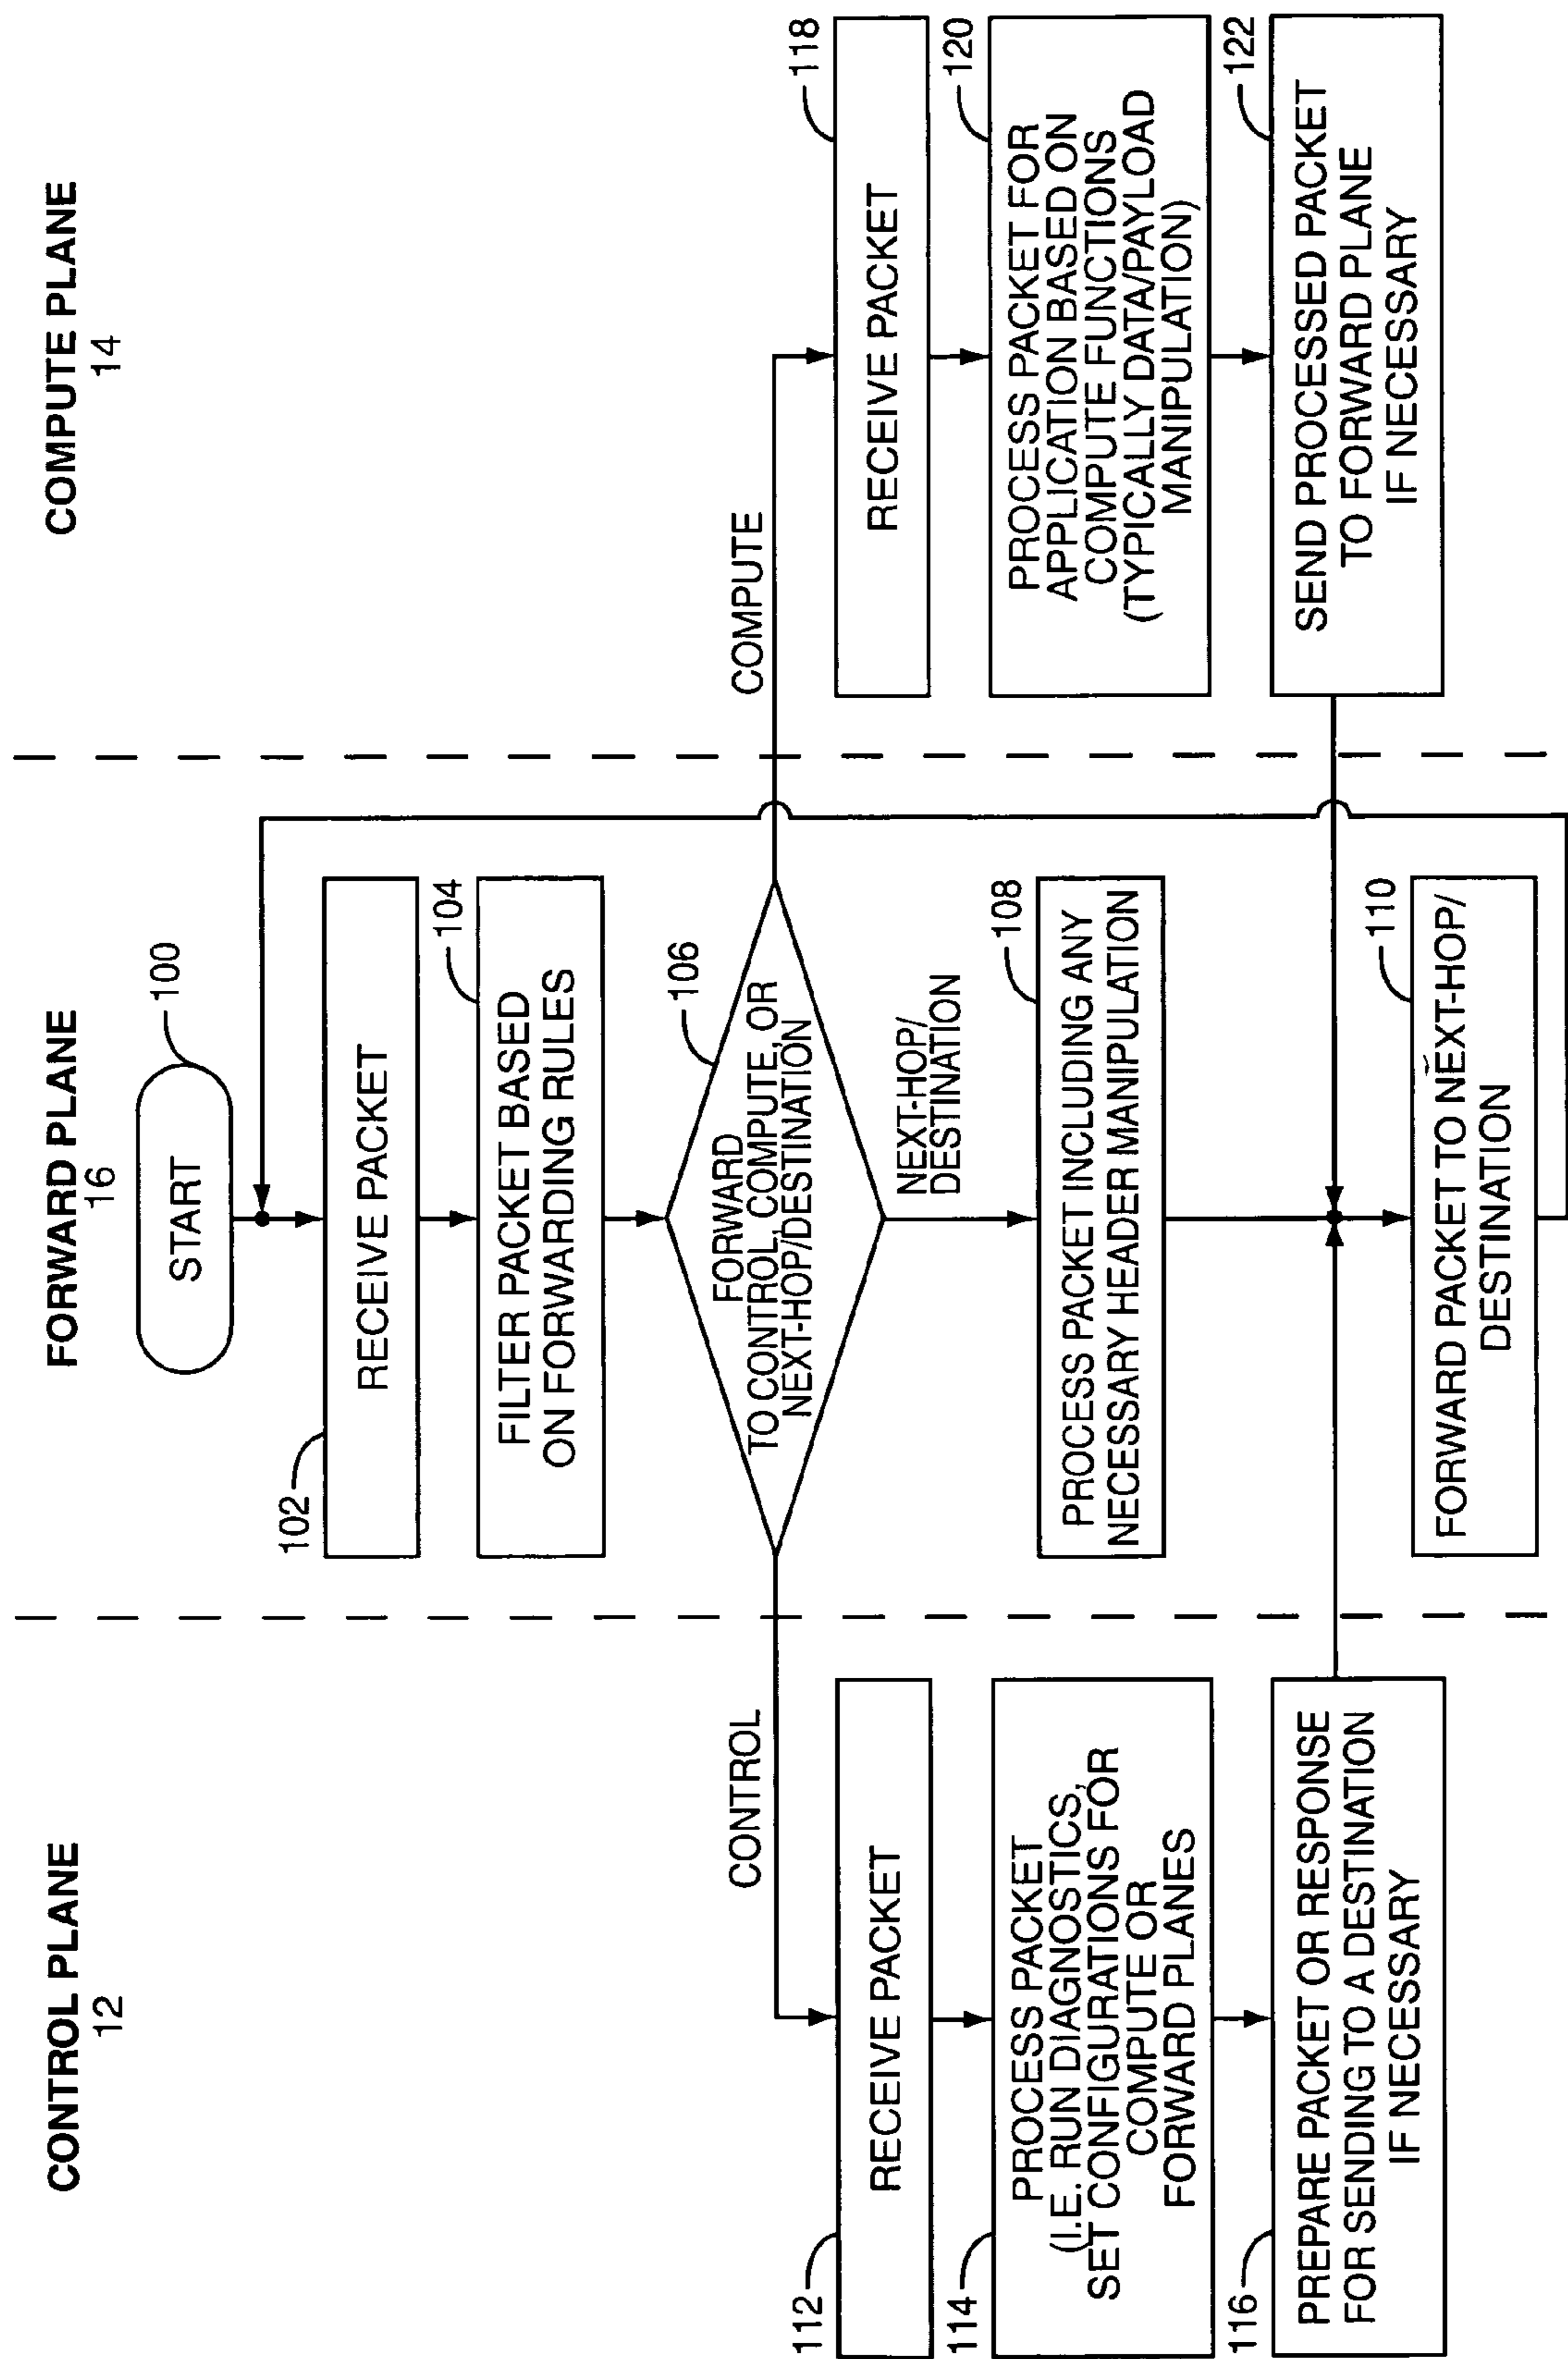 CONTROL PLANE
12
FORWARD PLANE
16
COMPUTE PLANE
14
START
100
102
RECEIVE PACKET
104
FILTER PACKET BASED
ON FORWARDING RULES
106
FORWARD
TO CONTROL, COMPUTE, OR
NEXT-HOP/DESTINATION
CONTROL
COMPUTE
NEXT-HOP/
DESTINATION
108
PROCESS PACKET INCLUDING ANY
NECESSARY HEADER MANIPULATION
110
FORWARD PACKET TO NEXT-HOP/
DESTINATION
112
RECEIVE PACKET
114
PROCESS PACKET
(I.E. RUN DIAGNOSTICS,
SET CONFIGURATIONS FOR
COMPUTE OR
FORWARD PLANES
116
PREPARE PACKET OR RESPONSE
FOR SENDING TO A DESTINATION
IF NECESSARY
118
RECEIVE PACKET
120
PROCESS PACKET FOR
APPLICATION BASED ON
COMPUTE FUNCTIONS
(TYPICALLY DATA/PAYLOAD
MANIPULATION)
122
SEND PROCESSED PACKET
TO FORWARD PLANE
IF NECESSARY